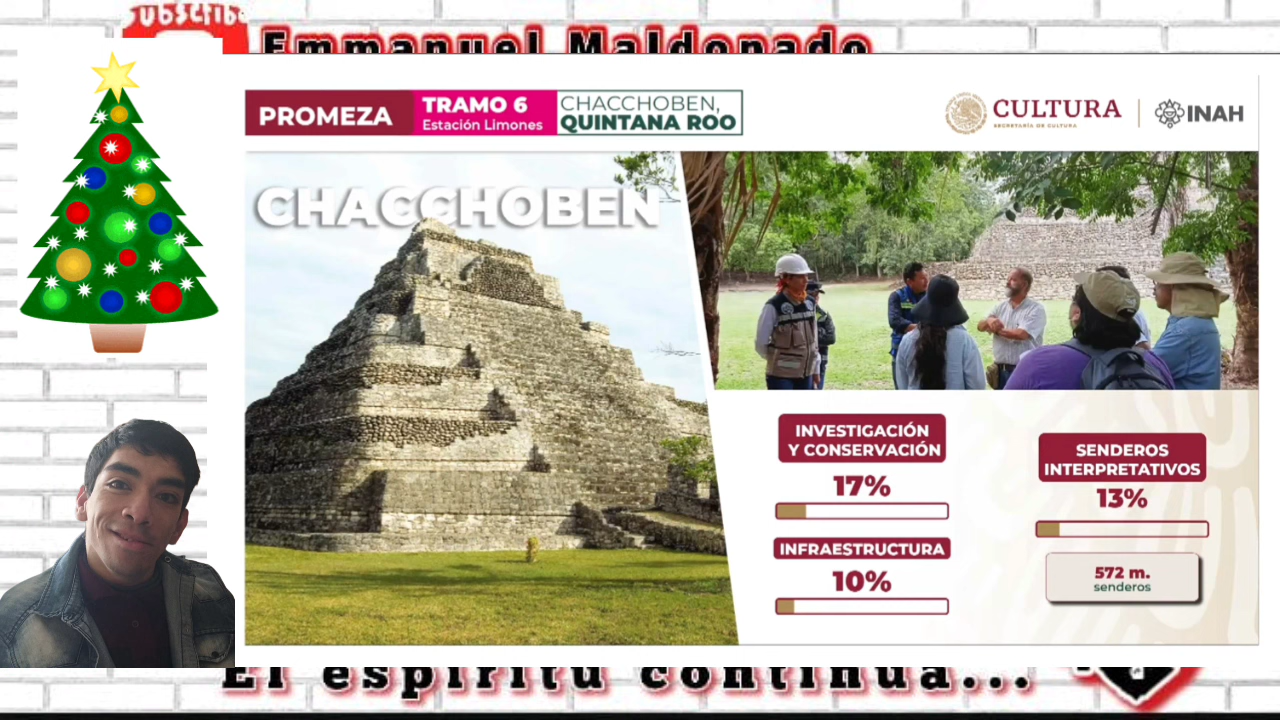 Subscribe
Emmanuel Maldonado
PROMEZA
TRAMO 6
Estación Limones
CHACCHOBEN,
QUINTANA ROO
CULTURA
SECRETARÍA DE CULTURA
INAH
CHACCHOBEN
INVESTIGACIÓN
Y CONSERVACIÓN
17%
INFRAESTRUCTURA
10%
SENDEROS
INTERPRETATIVOS
13%
572 m.
senderos
El espíritu continúa...